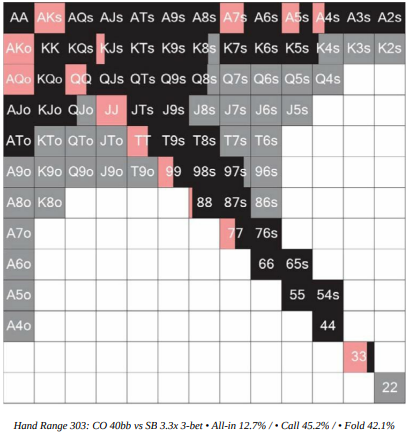 AA AKs AQs AJs ATs A9s A8s A7s A6s A5s A4s A3s A2s
AKo KK KQs KJs KTs K9s K8s K7s K6s K5s K4s K3s K2s
AQo KQo QQ QJs QTs Q9s Q8s Q7s Q6s Q5s Q4s
AJo KJo QJo JJ JTs J9s J8s J7s J6s J5s
ATo KTo QTo JTo TT T9s T8s T7s T6s
A9o K9o Q9o J9o T9o 99 98s 97s 96s
A8o K8o 88 87s 86s
A7o 77 76s
A6o 66 65s
A5o 55 54s
A4o 44
33
22
Hand Range 303: CO 40bb vs SB 3.3x 3-bet • All-in 12.7% / • Call 45.2% / • Fold 42.1%